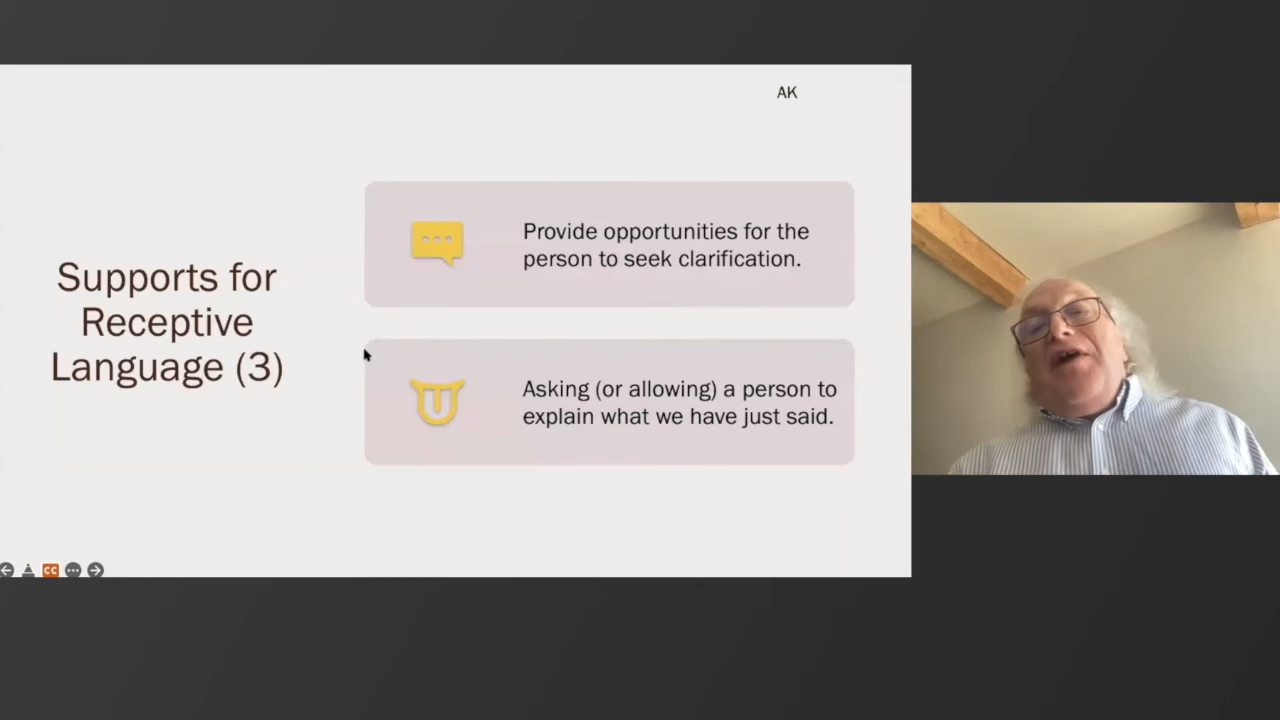 AK
Supports for
Receptive
Language (3)
Provide opportunities for the
person to seek clarification.
Asking (or allowing) a person to
explain what we have just said.
CC